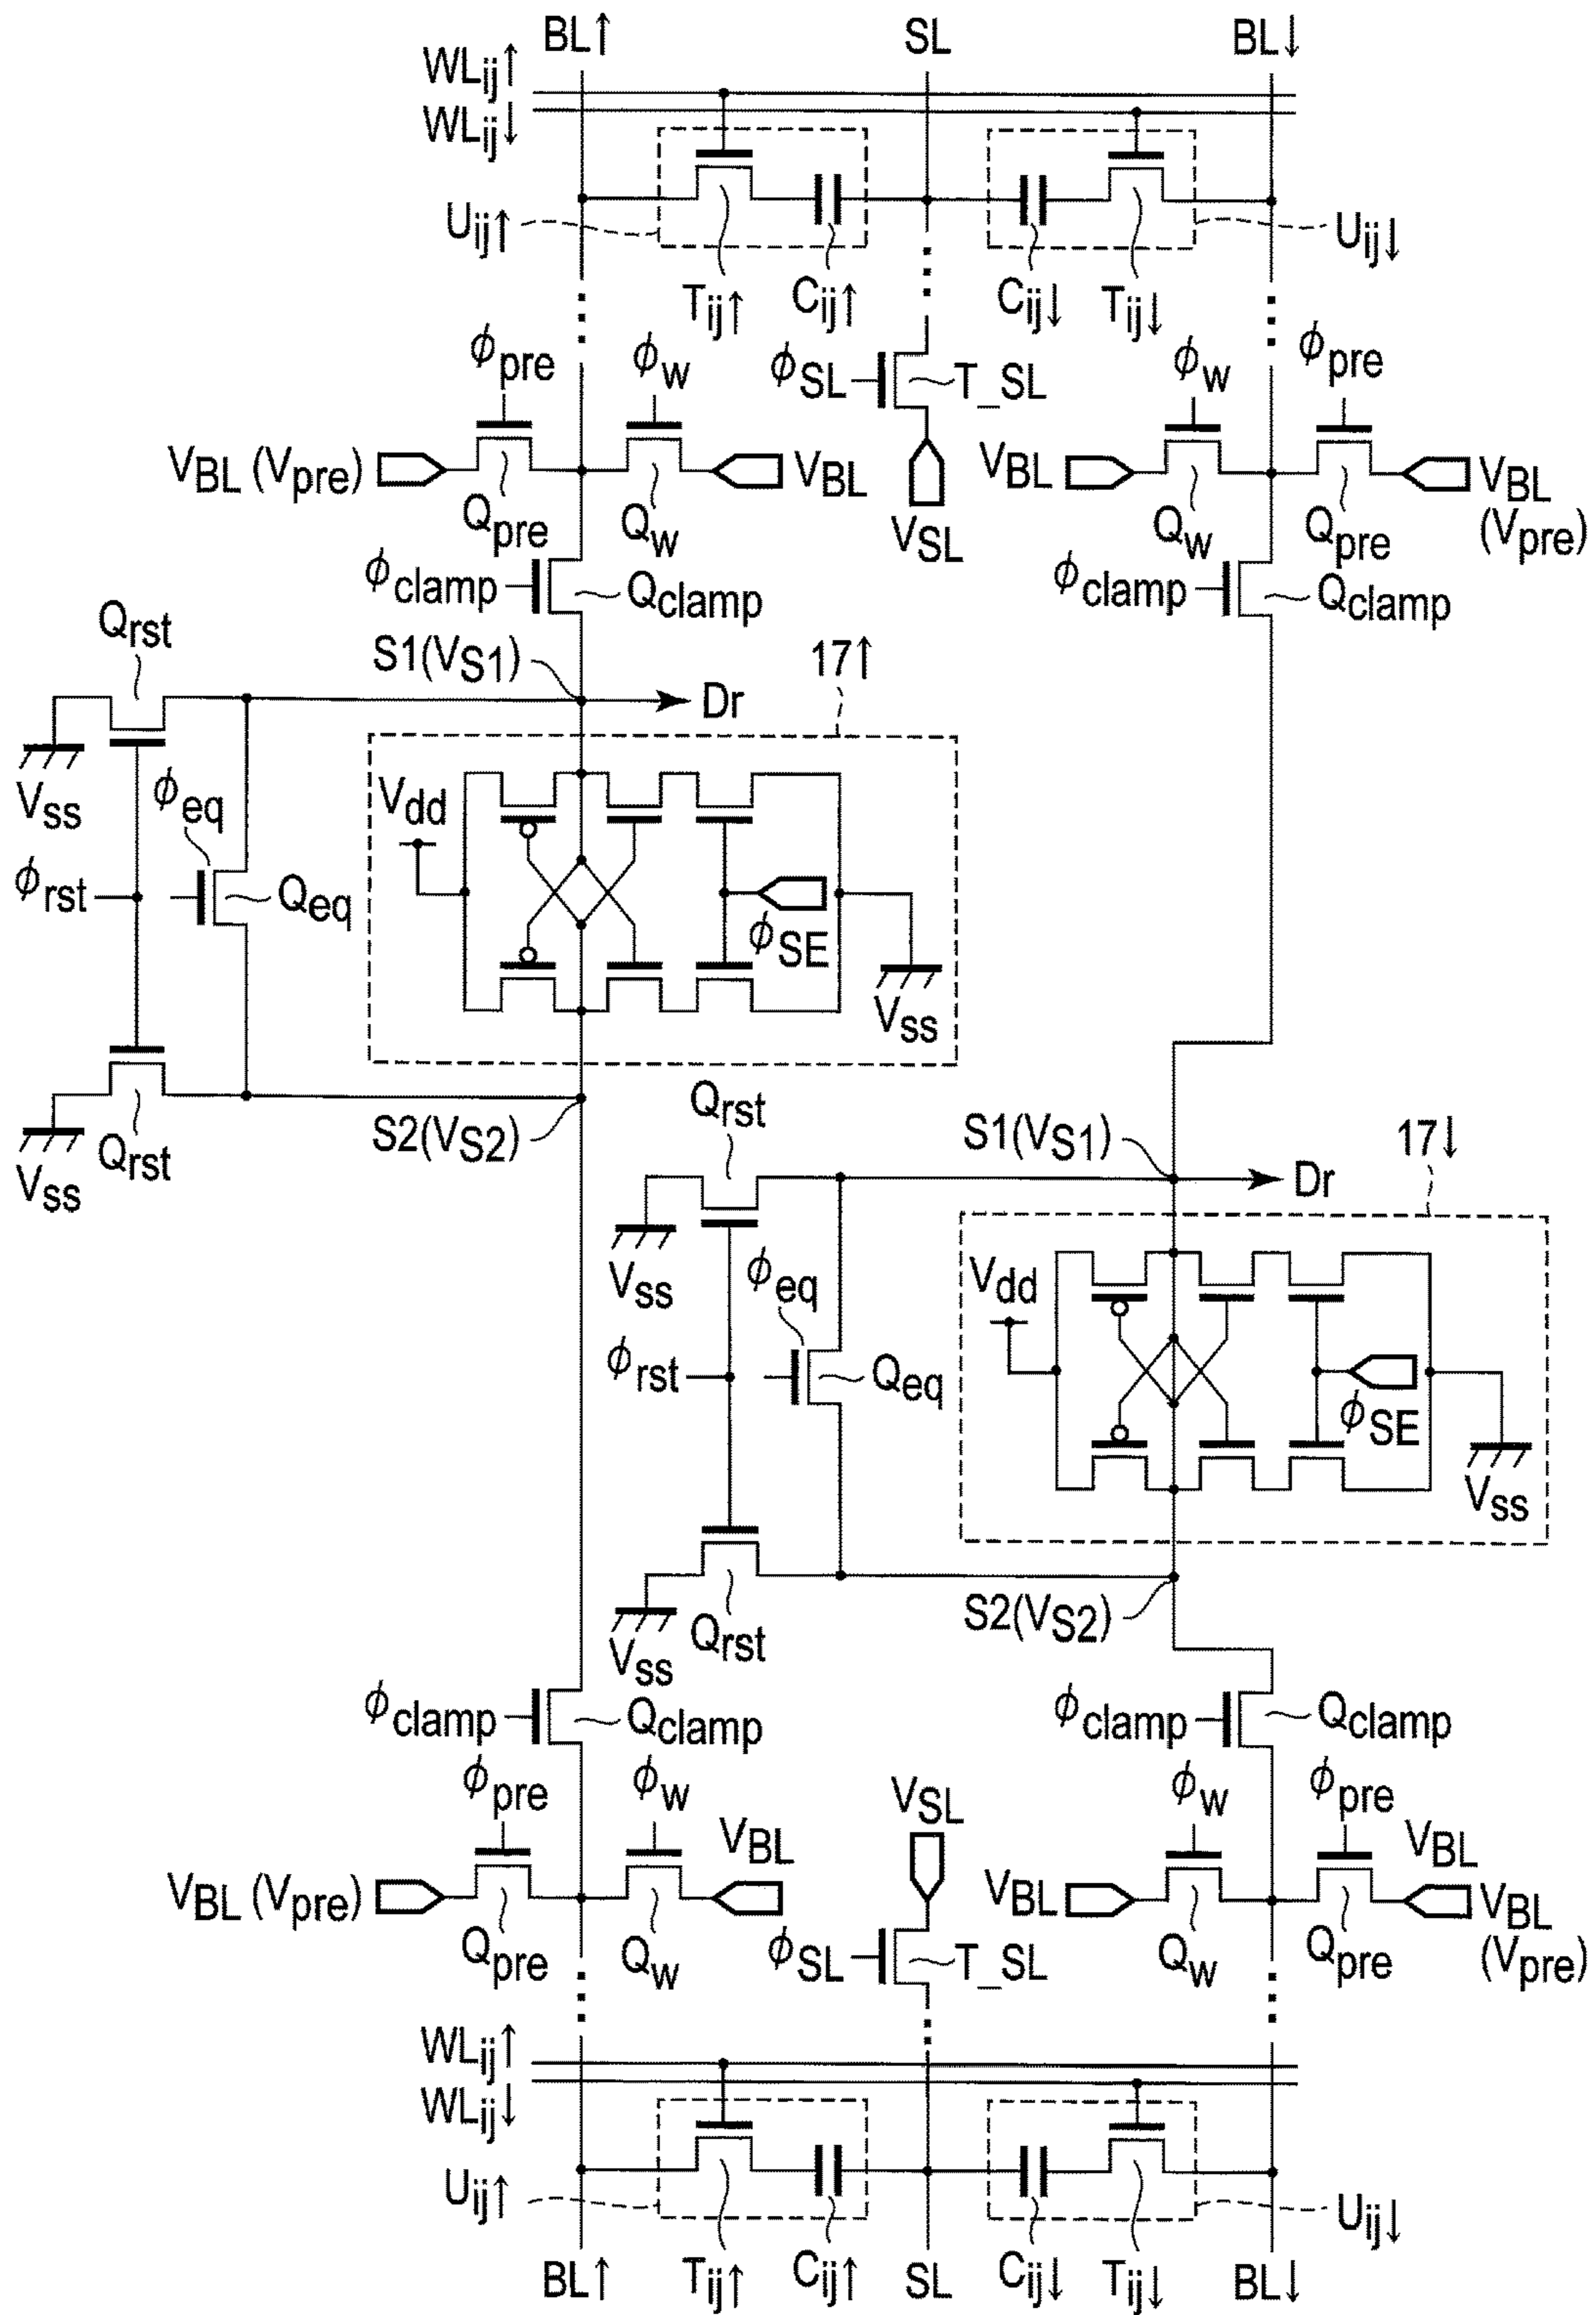 BL↑ SL BL↓
WLij↑
WLij↓
Uij↑ Uij↓
Tij↑ Cij↑ Cij↓ Tij↓
ϕpre ϕw ϕSL T_SL ϕw ϕpre
VBL (Vpre) VBL VBL VBL
(Vpre)
Qpre Qw VSL Qw Qpre
ϕclamp Qclamp ϕclamp Qclamp
Qrst S1(VS1) 17↑
Dr
Vss ϕeq Vdd
ϕrst Qeq ϕSE
Vss
Vss Qrst S2(VS2) Qrst S1(VS1) 17↓
Dr
Vss ϕeq Vdd
ϕrst Qeq ϕSE
Vss
Vss Qrst S2(VS2)
ϕclamp Qclamp ϕclamp Qclamp
ϕpre ϕw VSL ϕw ϕpre
VBL VBL
VBL (Vpre) VBL VBL
(Vpre)
Qpre Qw ϕSL T_SL Qw Qpre
WLij↑
WLij↓
Uij↑ Uij↓
BL↑ Tij↑ Cij↑ SL Cij↓ Tij↓ BL↓